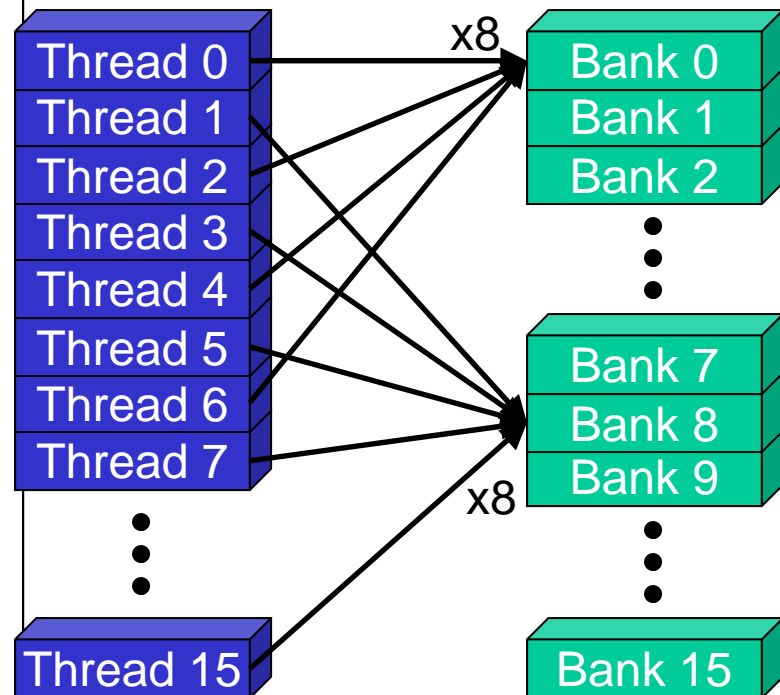 x8
Thread 0
Thread 1
Thread 2
Thread 3
Thread 4
Thread 5
Thread 6
Thread 7
Thread 15
Bank 0
Bank 1
Bank 2
Bank 7
Bank 8
Bank 9
x8
Bank 15